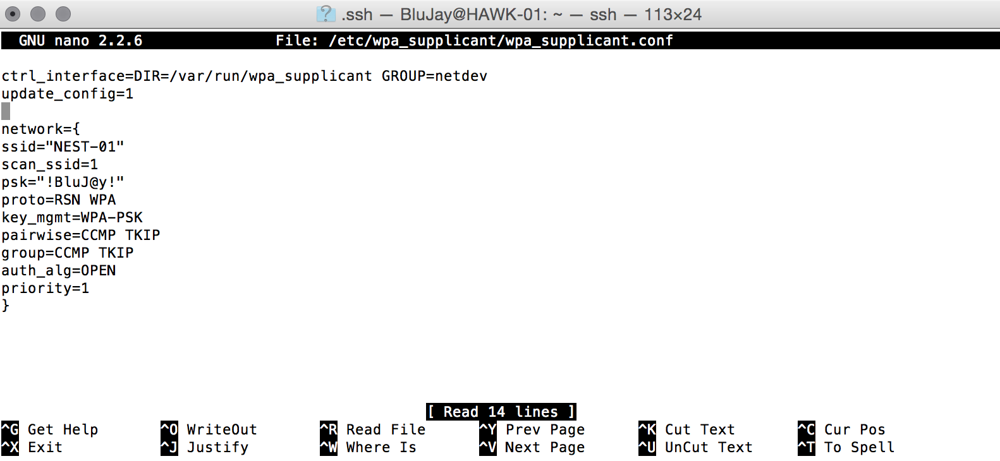 .ssh — BluJay@HAWK-01: ~ — ssh — 113×24
GNU nano 2.2.6 File: /etc/wpa_supplicant/wpa_supplicant.conf
ctrl_interface=DIR=/var/run/wpa_supplicant GROUP=netdev
update_config=1
network={
ssid="NEST-01"
scan_ssid=1
psk="!BluJ@y!"
proto=RSN WPA
key_mgmt=WPA-PSK
pairwise=CCMP TKIP
group=CCMP TKIP
auth_alg=OPEN
priority=1
}
[ Read 14 lines ]
^G Get Help ^O WriteOut ^R Read File ^Y Prev Page ^K Cut Text ^C Cur Pos
^X Exit ^J Justify ^W Where Is ^V Next Page ^U UnCut Text ^T To Spell